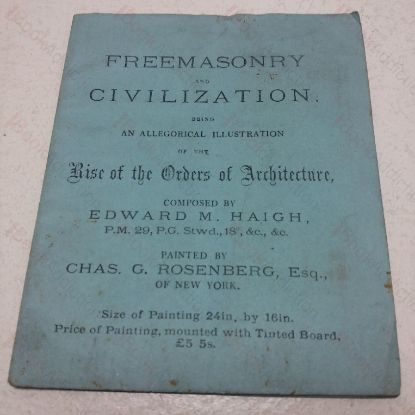 FREEMASONRY
AND
CIVILIZATION.
BEING
AN ALLEGORICAL ILLUSTRATION
OF THE
Rise of the Orders of Architecture,
COMPOSED BY
EDWARD M. HAIGH,
P.M. 29, P.G. Stwd., 18°, &c., &c.
PAINTED BY
CHAS. G. ROSENBERG, Esq.,
OF NEW YORK.
Size of Painting 24in. by 16in.
Price of Painting, mounted with Tinted Board,
£5 5s.